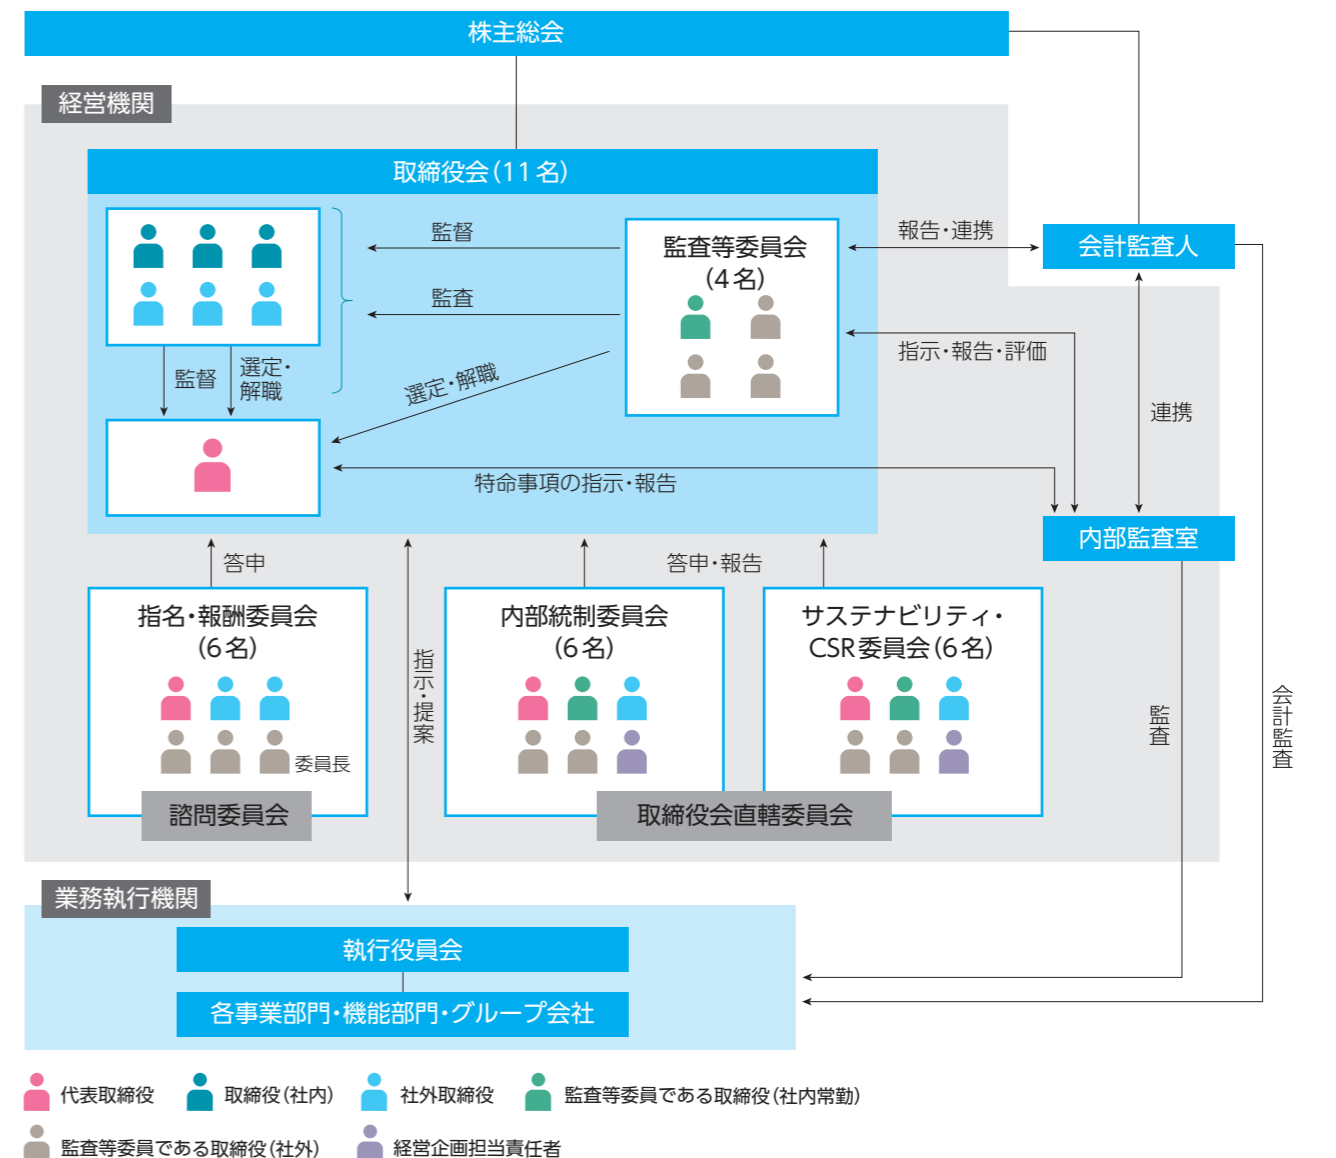 株主総会
経営機関
取締役会(11名)
監督
監査
選定・解職
監査等委員会
(4名)
報告・連携
会計監査人
指示・報告・評価
監督
選定・
解職
連携
特命事項の指示・報告
内部監査室
答申
答申・報告
指名・報酬委員会
(6名)
委員長
諮問委員会
指示・提案
内部統制委員会
(6名)
サステナビリティ・
CSR委員会(6名)
取締役会直轄委員会
監査
会計監査
業務執行機関
執行役員会
各事業部門・機能部門・グループ会社
代表取締役
取締役(社内)
社外取締役
監査等委員である取締役(社内常勤)
監査等委員である取締役(社外)
経営企画担当責任者